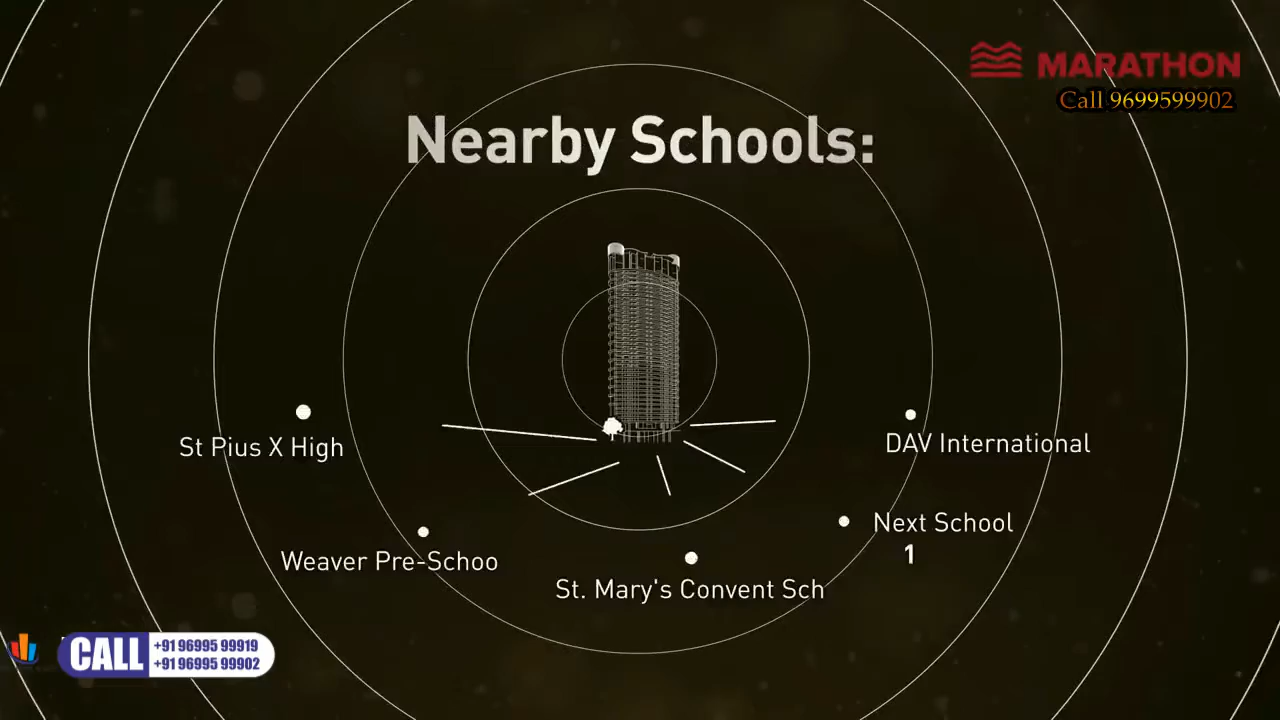 MARATHON
Call 9699599902
Nearby Schools:
St Pius X High
DAV International
Next School
1
Weaver Pre-Schoo
St. Mary's Convent Sch
CALL
+91 96995 99919
+91 96995 99902